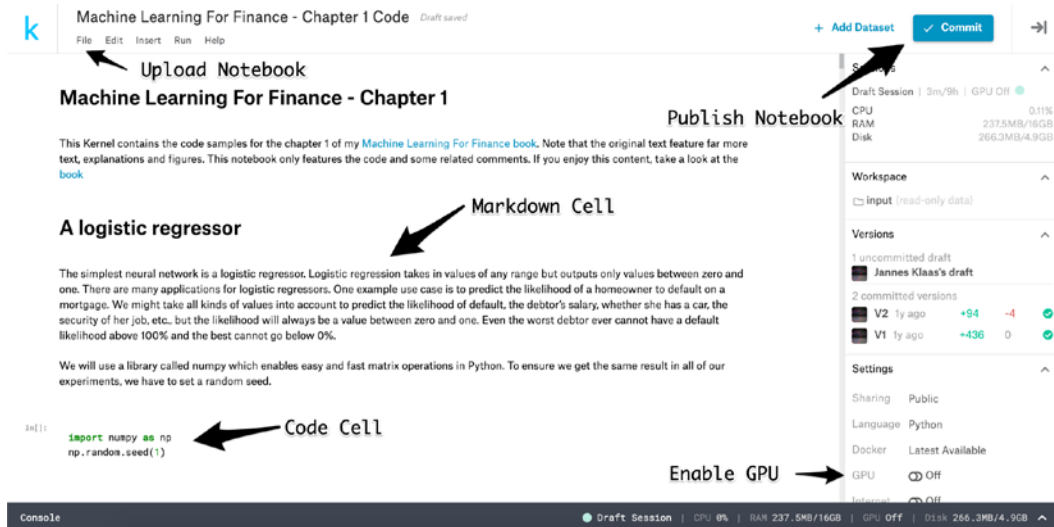 k
Machine Learning For Finance - Chapter 1 Code Draft saved
File Edit Insert Run Help
+ Add Dataset
✓ Commit
Upload Notebook
Publish Notebook
Machine Learning For Finance - Chapter 1
This Kernel contains the code samples for the chapter 1 of my Machine Learning For Finance book. Note that the original text feature far more
text, explanations and figures. This notebook only features the code and some related comments. If you enjoy this content, take a look at the
book
Markdown Cell
A logistic regressor
The simplest neural network is a logistic regressor. Logistic regression takes in values of any range but outputs only values between zero and
one. There are many applications for logistic regressors. One example use case is to predict the likelihood of a homeowner to default on a
mortgage. We might take all kinds of values into account to predict the likelihood of default, the debtor's salary, whether she has a car, the
security of her job, etc., but the likelihood will always be a value between zero and one. Even the worst debtor ever cannot have a default
likelihood above 100% and the best cannot go below 0%.
We will use a library called numpy which enables easy and fast matrix operations in Python. To ensure we get the same result in all of our
experiments, we have to set a random seed.
In[]:
import numpy as np
np.random.seed(1)
Code Cell
Enable GPU
Draft Session | 3m/9h | GPU Off
CPU 0.11%
RAM 237.5MB/16GB
Disk 266.3MB/4.9GB
Workspace
input (read-only data)
Versions
1 uncommitted draft
Jannes Klaas's draft
2 committed versions
V2 1y ago +94 -4
V1 1y ago +436 0
Settings
Sharing Public
Language Python
Docker Latest Available
GPU Off
Internet Off
Console
Draft Session | CPU 0% | RAM 237.5MB/16GB | GPU Off | Disk 266.3MB/4.9GB